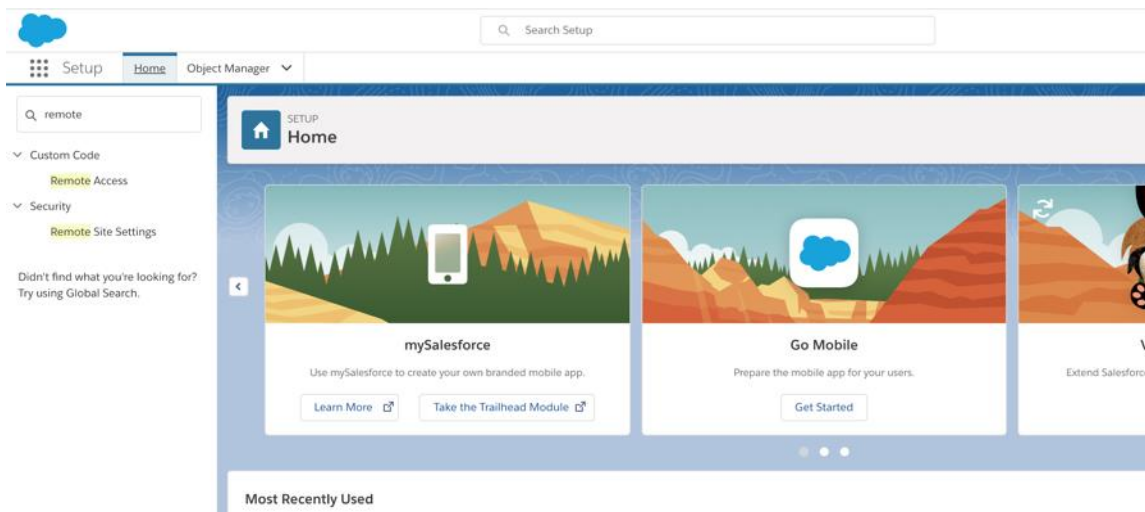 Search Setup
Setup Home Object Manager
remote
Custom Code
Remote Access
Security
Remote Site Settings
Didn't find what you're looking for?
Try using Global Search.
SETUP
Home
mySalesforce
Use mySalesforce to create your own branded mobile app.
Learn More
Take the Trailhead Module
Go Mobile
Prepare the mobile app for your users.
Get Started
Extend Salesforc
Most Recently Used